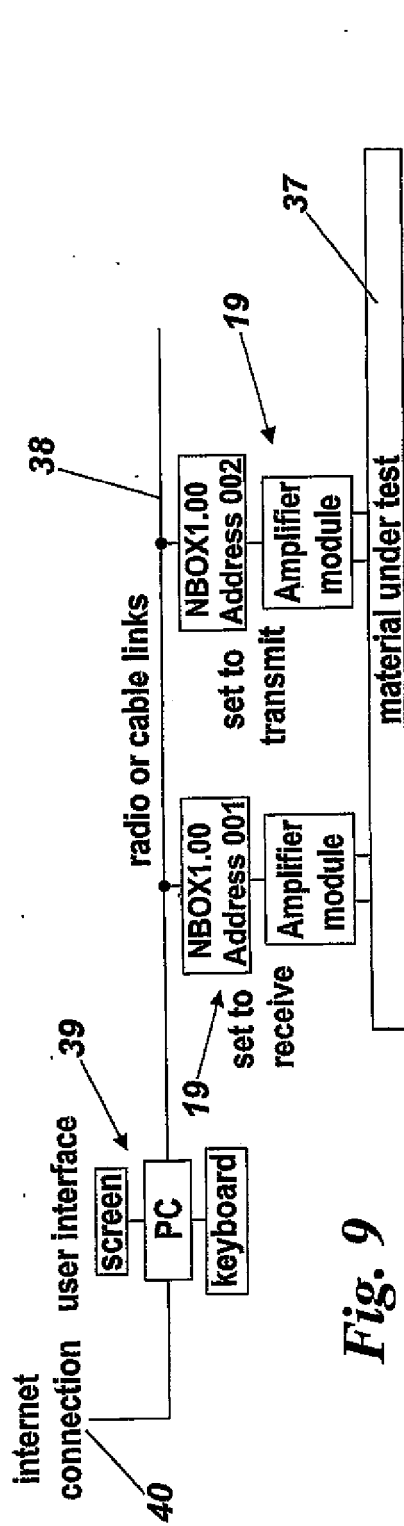 internet
connection
40
user interface
39
screen
PC
keyboard
radio or cable links
38
19
set to
receive
NBOX1.00
Address 001
Amplifier
module
set to
transmit
NBOX1.00
Address 002
Amplifier
module
19
37
material under test
Fig. 9